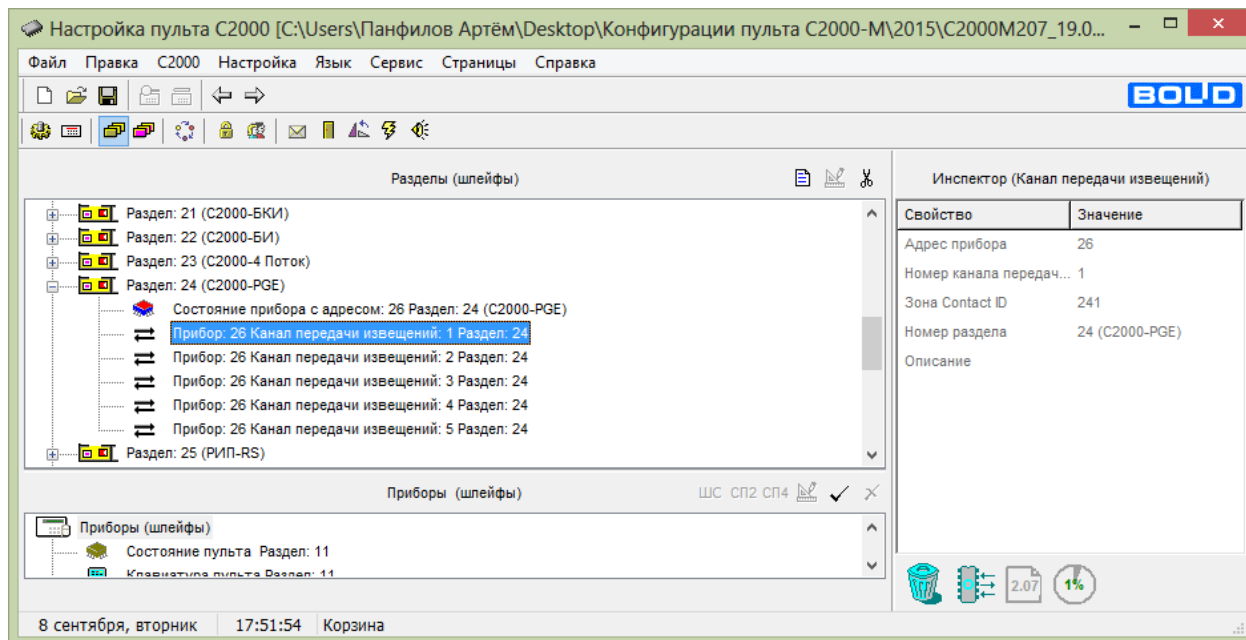 Настройка пульта С2000 [C:\Users\Панфилов Артём\Desktop\Конфигурации пульта С2000-М\2015\C2000M207_19.0...
Файл Правка С2000 Настройка Язык Сервис Страницы Справка
BOLID
Разделы (шлейфы)
Инспектор (Канал передачи извещений)
Раздел: 21 (С2000-БКИ)
Раздел: 22 (С2000-БИ)
Раздел: 23 (С2000-4 Поток)
Раздел: 24 (С2000-PGE)
Состояние прибора с адресом: 26 Раздел: 24 (С2000-PGE)
Прибор: 26 Канал передачи извещений: 1 Раздел: 24
Прибор: 26 Канал передачи извещений: 2 Раздел: 24
Прибор: 26 Канал передачи извещений: 3 Раздел: 24
Прибор: 26 Канал передачи извещений: 4 Раздел: 24
Прибор: 26 Канал передачи извещений: 5 Раздел: 24
Раздел: 25 (РИП-RS)
Свойство Значение
Адрес прибора 26
Номер канала передач... 1
Зона Contact ID 241
Номер раздела 24 (С2000-PGE)
Описание
Приборы (шлейфы)
ШС СП2 СП4
Приборы (шлейфы)
Состояние пульта Раздел: 11
Клавиатура пульта Раздел: 11
2.07 1%
8 сентября, вторник 17:51:54 Корзина